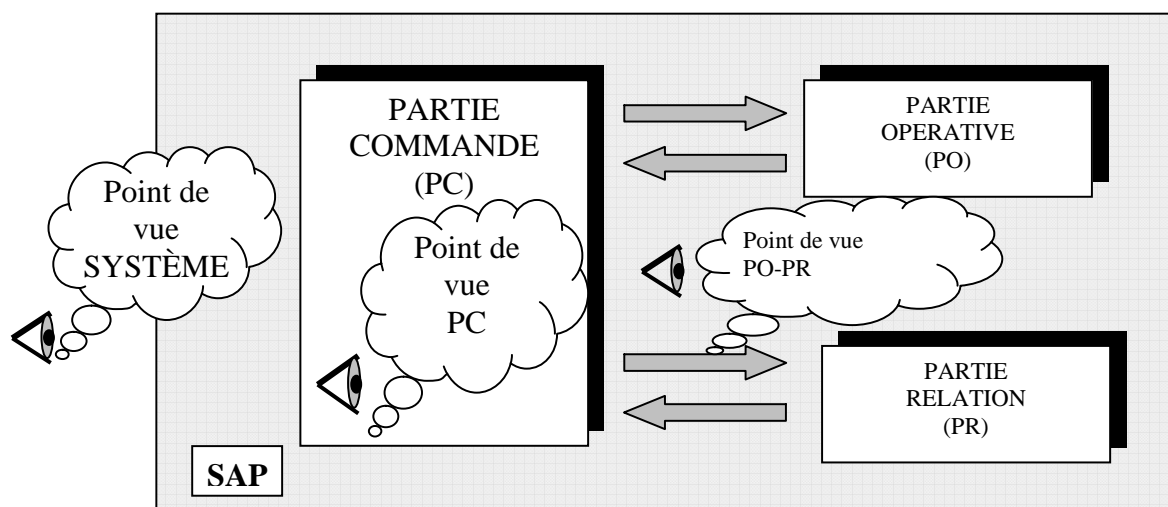 PARTIE
COMMANDE
(PC)
PARTIE
OPERATIVE
(PO)
Point de
vue
SYSTÈME
Point de
vue
PC
Point de vue
PO-PR
PARTIE
RELATION
(PR)
SAP